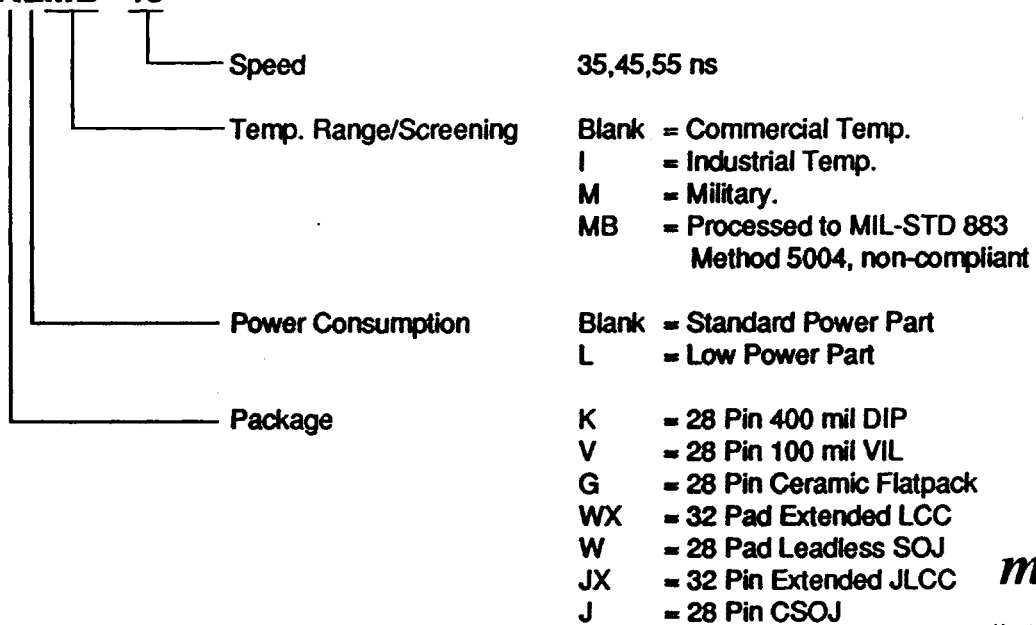 Speed 35,45,55 ns
Temp. Range/Screening Blank = Commercial Temp.
I = Industrial Temp.
M = Military.
MB = Processed to MIL-STD 883
Method 5004, non-compliant
Power Consumption Blank = Standard Power Part
L = Low Power Part
Package K = 28 Pin 400 mil DIP
V = 28 Pin 100 mil VIL
G = 28 Pin Ceramic Flatpack
WX = 32 Pad Extended LCC
W = 28 Pad Leadless SOJ
JX = 32 Pin Extended JLCC
J = 28 Pin CSOJ